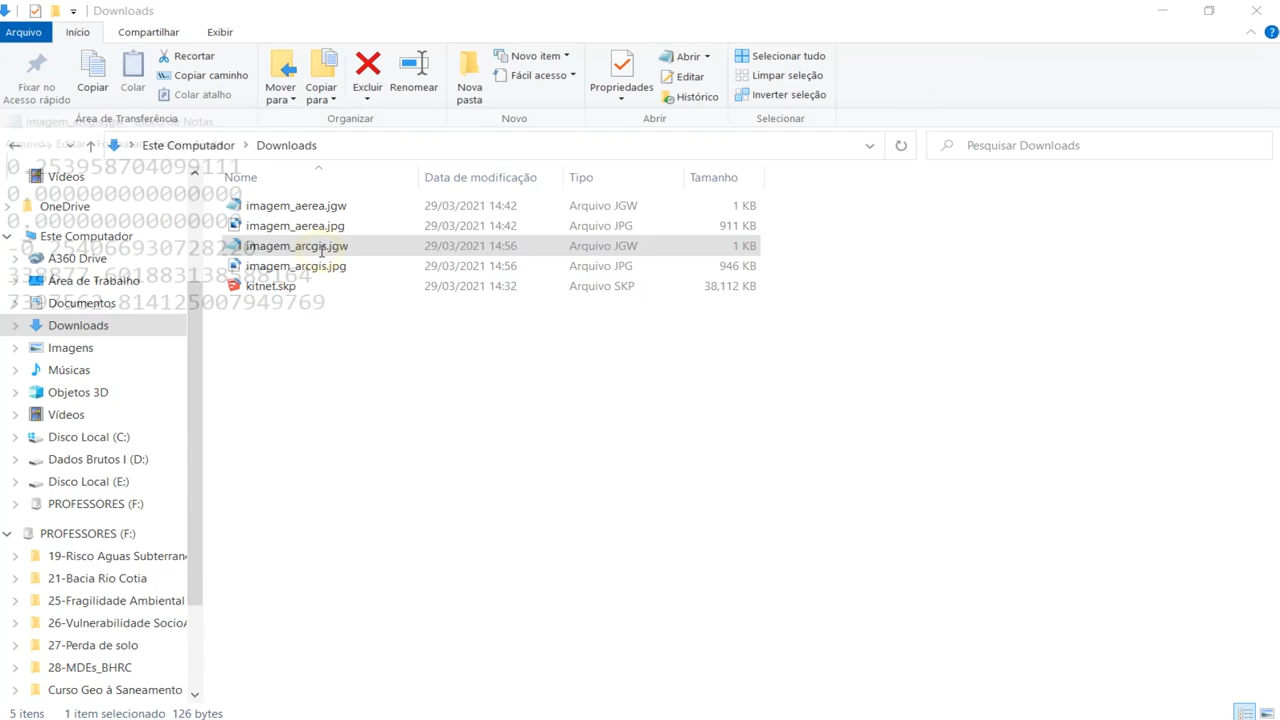 Downloads
Arquivo
Início
Compartilhar
Exibir
Fixar no
Acesso rápido
Copiar
Colar
Recortar
Copiar caminho
Colar atalho
Área de Transferência
Mover
para
Copiar
para
Excluir
Renomear
Organizar
Nova
pasta
Novo item
Fácil acesso
Novo
Propriedades
Abrir
Editar
Histórico
Abrir
Selecionar tudo
Limpar seleção
Inverter seleção
Selecionar
Este Computador > Downloads
Pesquisar Downloads
0.253958704099111
0.000000000000000
0.000000000000000
Nome
Data de modificação
Tipo
Tamanho
imagem_aerea.jgw 29/03/2021 14:42 Arquivo JGW 1 KB
imagem_aerea.jpg 29/03/2021 14:42 Arquivo JPG 911 KB
imagem_arcgis.jgw 29/03/2021 14:56 Arquivo JGW 1 KB
imagem_arcgis.jpg 29/03/2021 14:56 Arquivo JPG 946 KB
kitnet.skp 29/03/2021 14:32 Arquivo SKP 38,112 KB
Vídeos
OneDrive
Este Computador
A360 Drive
Área de Trabalho
Documentos
Downloads
Imagens
Músicas
Objetos 3D
Vídeos
Disco Local (C:)
Dados Brutos I (D:)
Disco Local (E:)
PROFESSORES (F:)
PROFESSORES (F:)
19-Risco Aguas Subterran
21-Bacia Rio Cotia
25-Fragilidade Ambiental
26-Vulnerabilidade SocioA
27-Perda de solo
28-MDEs_BHRC
Curso Geo à Saneamento
5 itens
1 item selecionado 126 bytes